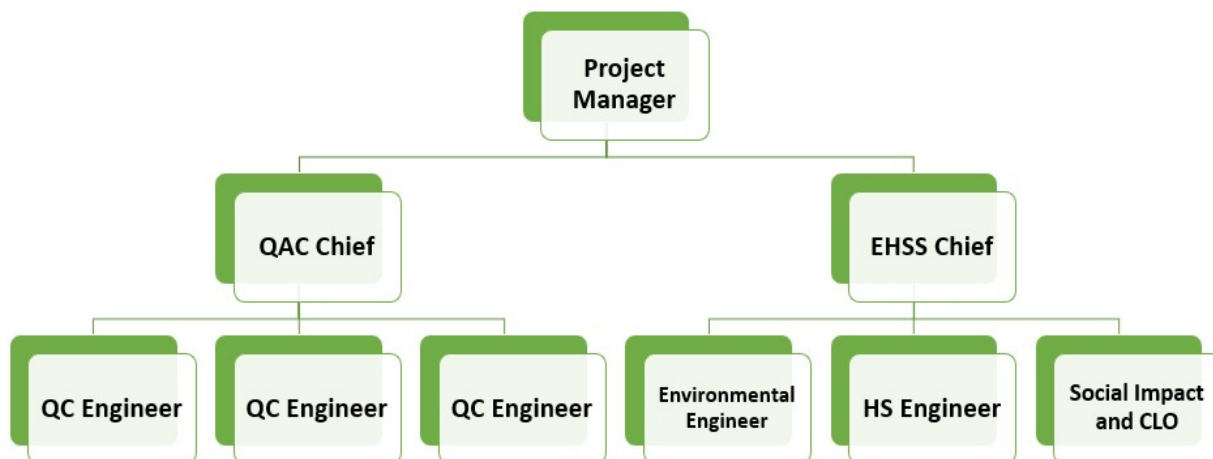 Project
Manager
QAC Chief
EHSS Chief
QC Engineer
QC Engineer
QC Engineer
Environmental
Engineer
HS Engineer
Social Impact
and CLO